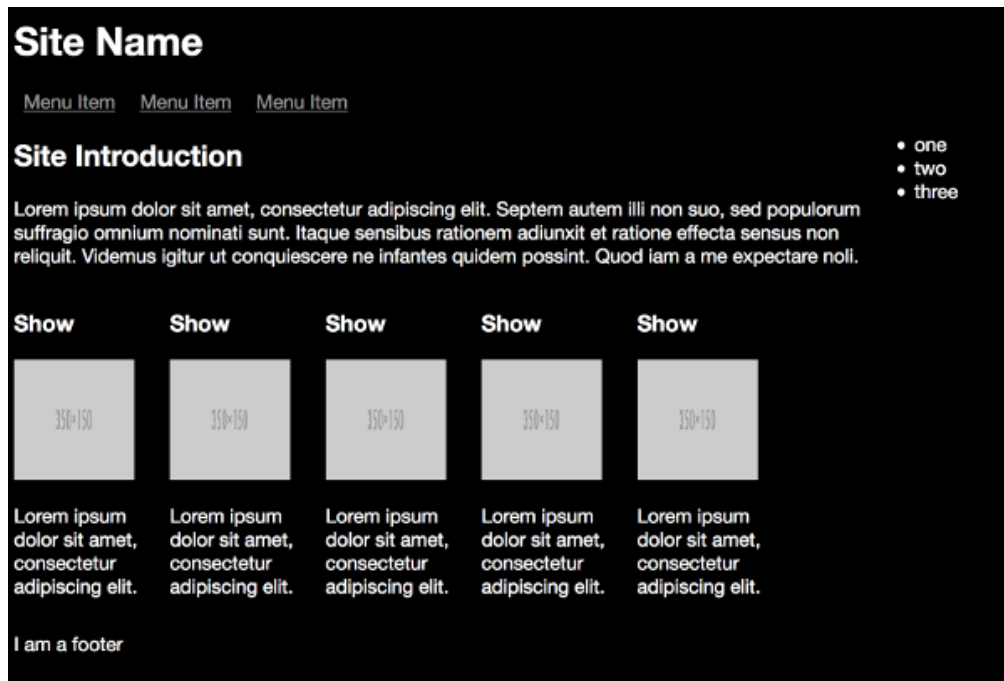 Site Name
Menu Item Menu Item Menu Item
Site Introduction
Lorem ipsum dolor sit amet, consectetur adipiscing elit. Septem autem illi non suo, sed populorum
suffragio omnium nominati sunt. Itaque sensibus rationem adiunxit et ratione effecta sensus non
reliquit. Videmus igitur ut conquiescere ne infantes quidem possint. Quod iam a me expectare noli.
• one
• two
• three
Show Show Show Show Show
350×150 350×150 350×150 350×150 350×150
Lorem ipsum
dolor sit amet,
consectetur
adipiscing elit.
Lorem ipsum
dolor sit amet,
consectetur
adipiscing elit.
Lorem ipsum
dolor sit amet,
consectetur
adipiscing elit.
Lorem ipsum
dolor sit amet,
consectetur
adipiscing elit.
Lorem ipsum
dolor sit amet,
consectetur
adipiscing elit.
I am a footer